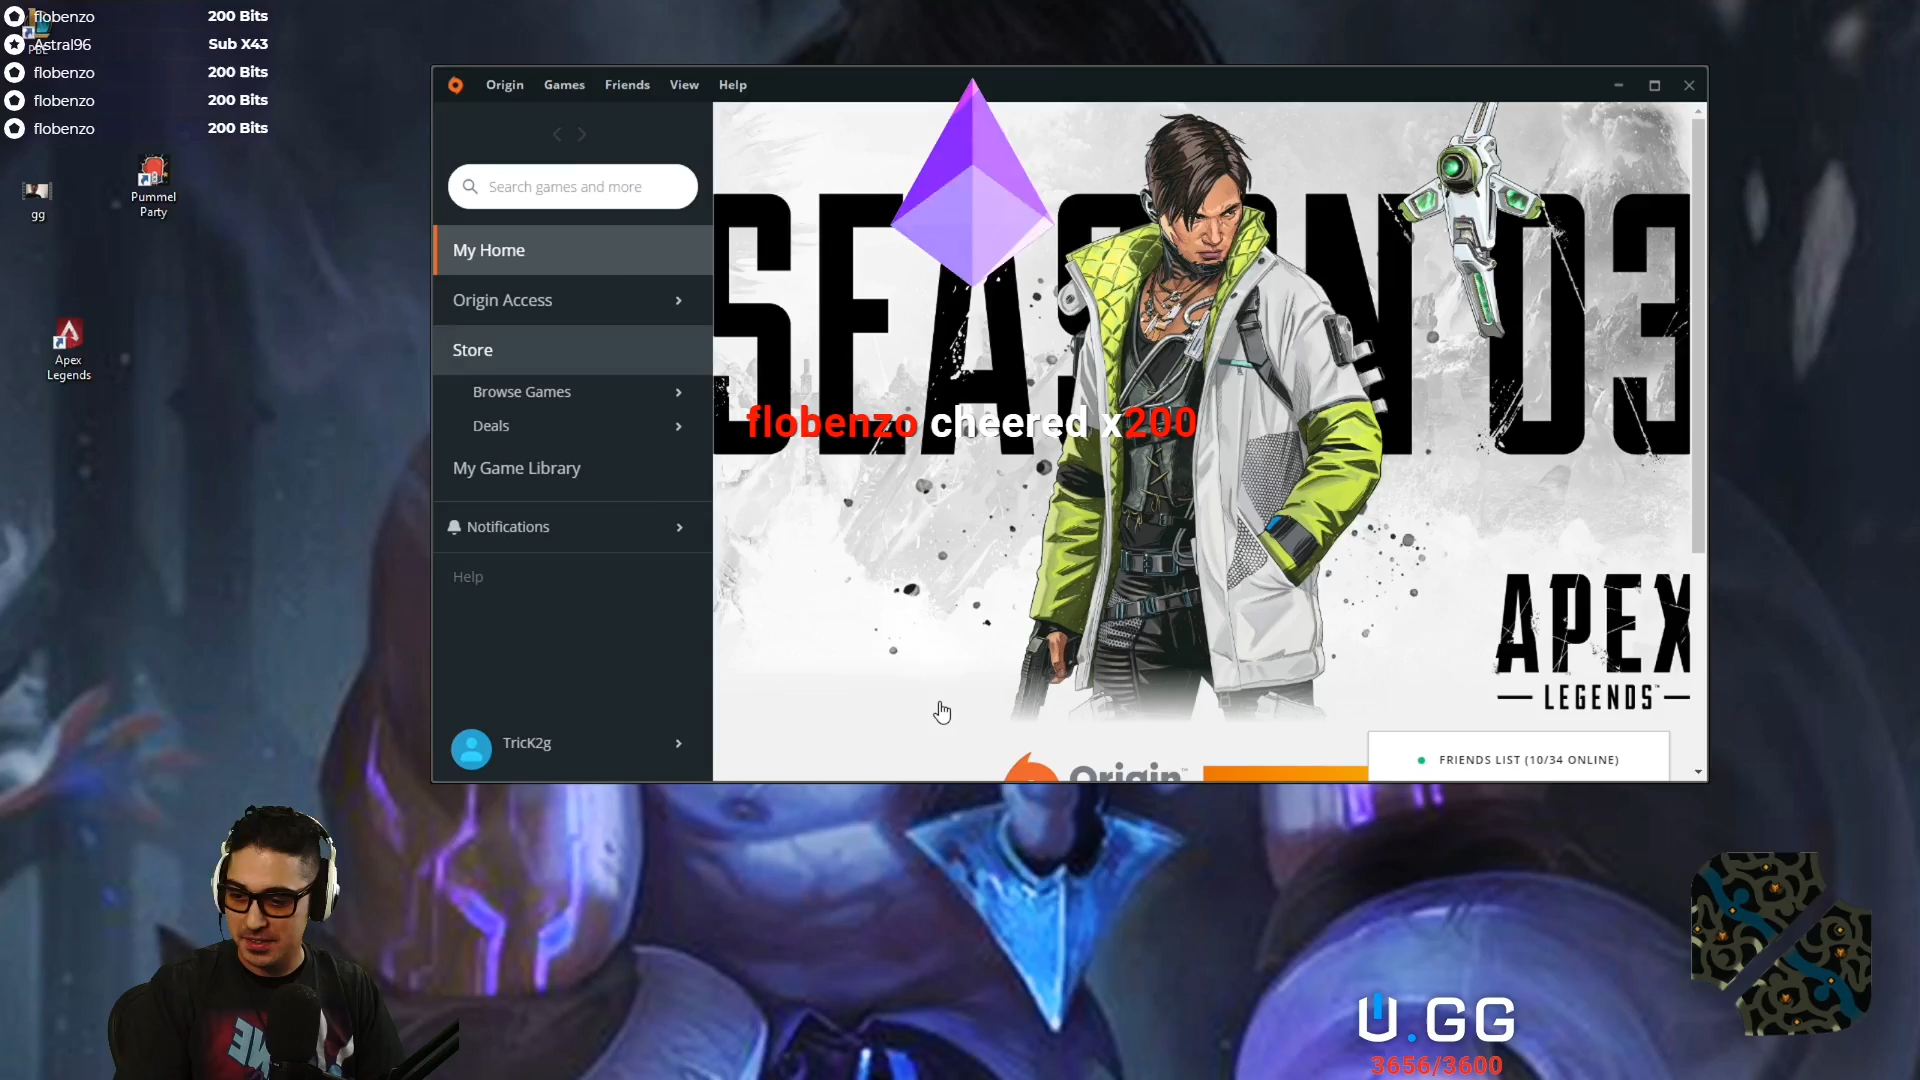 flobenzo 200 Bits
Astral96 Sub X43
flobenzo 200 Bits
flobenzo 200 Bits
flobenzo 200 Bits
PBE
gg
Pummel
Party
Apex
Legends
Origin Games Friends View Help
Search games and more
My Home
Origin Access
Store
Browse Games
Deals
My Game Library
Notifications
Help
TricK2g
SEASON 03
flobenzo cheered x200
APEX
LEGENDS™
Origin™
FRIENDS LIST (10/34 ONLINE)
U.GG
3656/3600